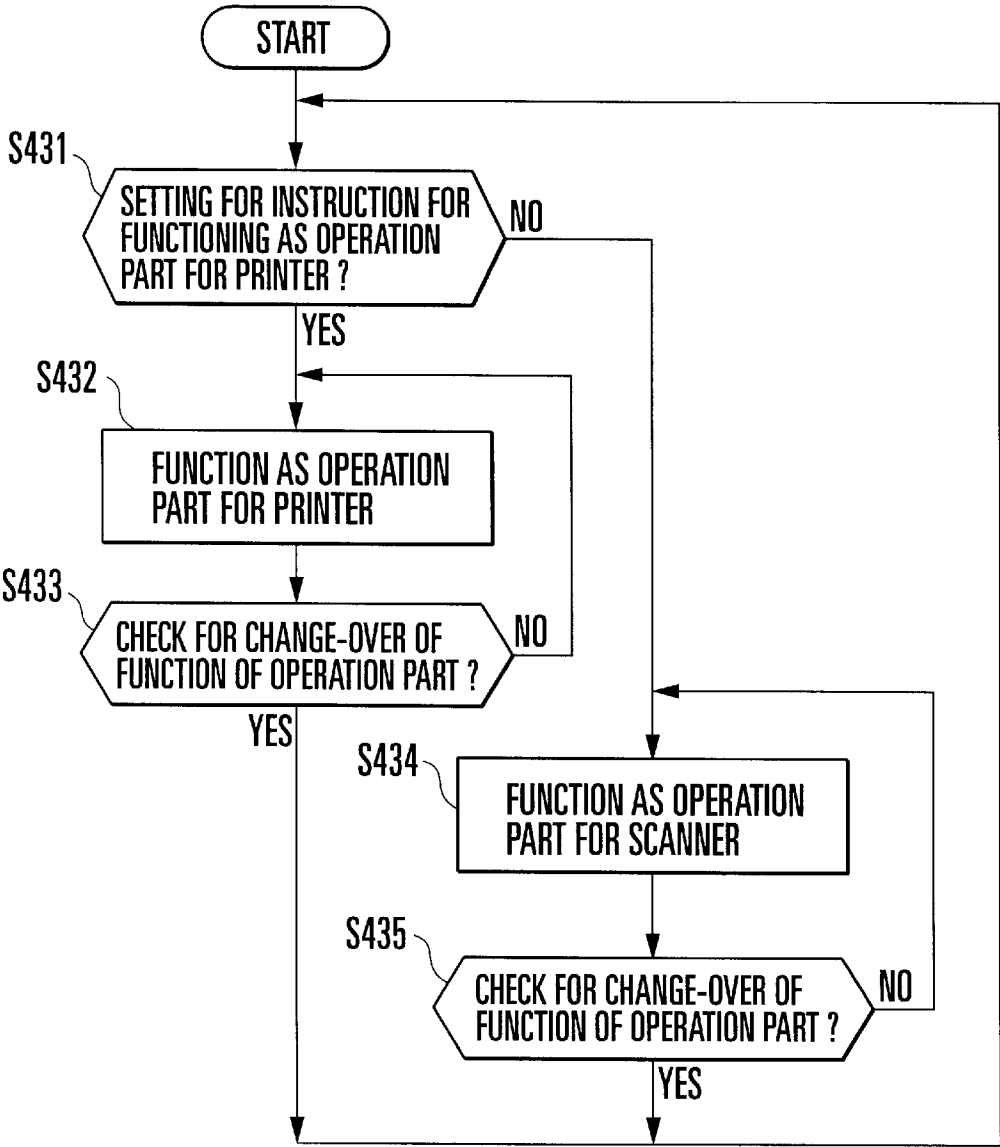 START
S431
SETTING FOR INSTRUCTION FOR
FUNCTIONING AS OPERATION
PART FOR PRINTER ?
NO
YES
S432
FUNCTION AS OPERATION
PART FOR PRINTER
S433
CHECK FOR CHANGE-OVER OF
FUNCTION OF OPERATION PART ?
NO
YES
S434
FUNCTION AS OPERATION
PART FOR SCANNER
S435
CHECK FOR CHANGE-OVER OF
FUNCTION OF OPERATION PART ?
NO
YES